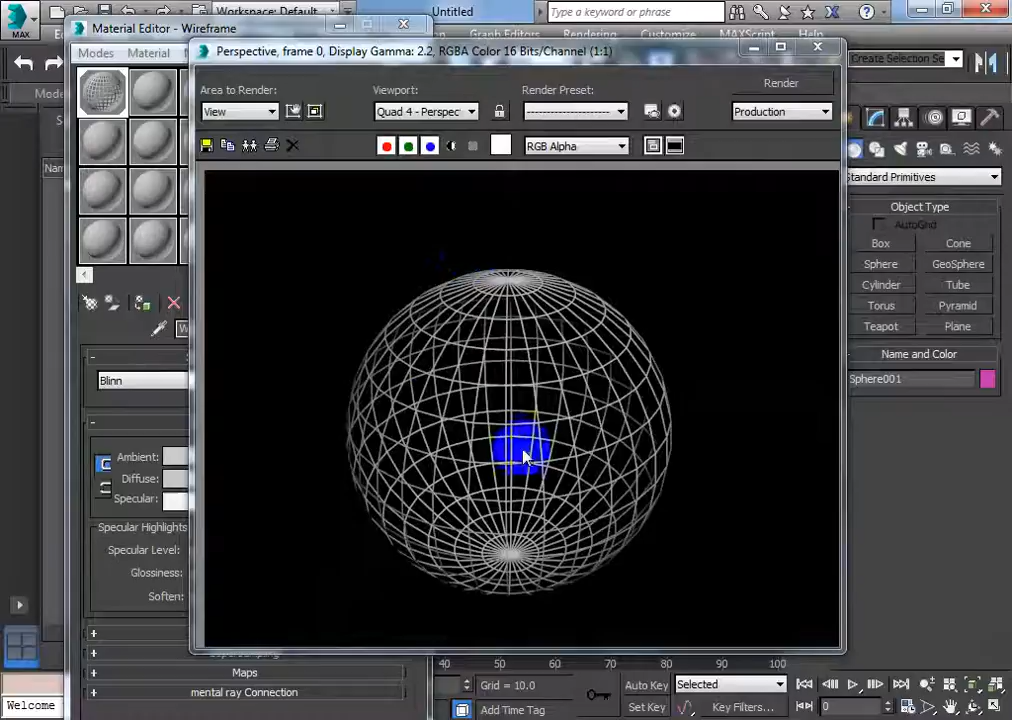 Workspace: Default
Untitled
Type a keyword or phrase
MAX
Material Editor - Wireframe
Rendering
Customize
MAXScript
Help
Modes
Material
Perspective, frame 0, Display Gamma: 2.2, RGBA Color 16 Bits/Channel (1:1)
Create Selection Se
Area to Render:
Viewport:
Render Preset:
Render
View
Quad 4 - Perspec
Production
RGB Alpha
Standard Primitives
Object Type
AutoGrid
Box
Cone
Sphere
GeoSphere
Cylinder
Tube
Torus
Pyramid
Teapot
Plane
Name and Color
Sphere001
Blinn
Ambient:
Diffuse:
Specular:
Specular Highlights
Specular Level:
Glossiness:
Soften:
Maps
mental ray Connection
40 50 60 70 80 90 100
Grid = 10.0
Auto Key
Selected
Welcome
Add Time Tag
Set Key
Key Filters...
0